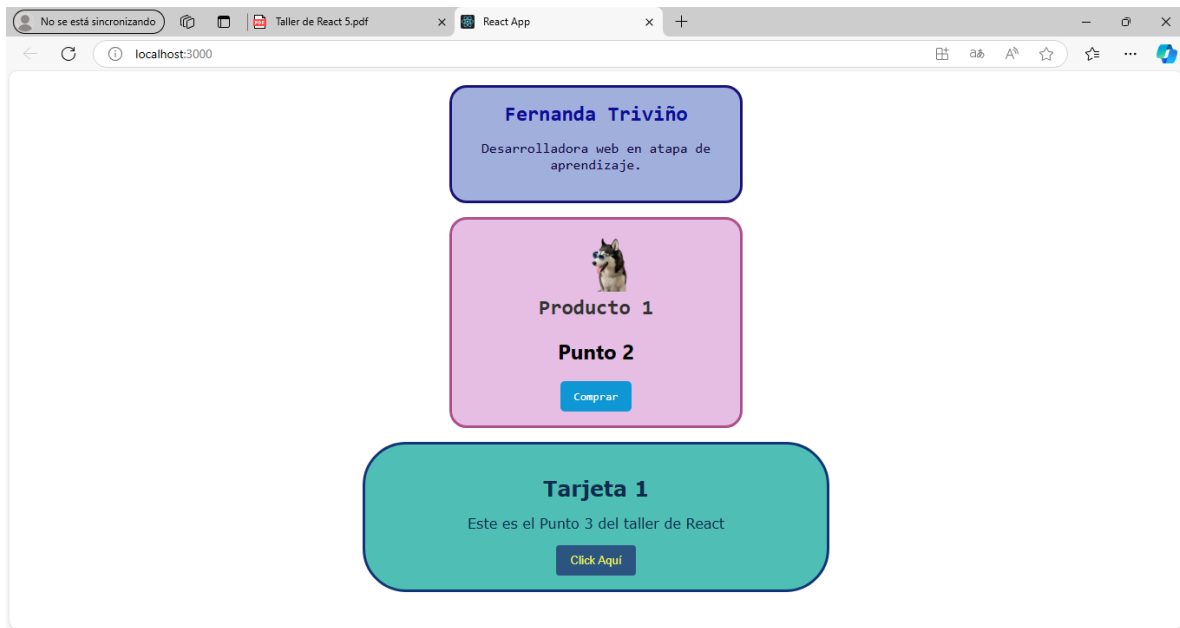 No se está sincronizando
Taller de React 5.pdf
React App
localhost:3000
Fernanda Triviño
Desarrolladora web en atapa de
aprendizaje.
Producto 1
Punto 2
Comprar
Tarjeta 1
Este es el Punto 3 del taller de React
Click Aquí